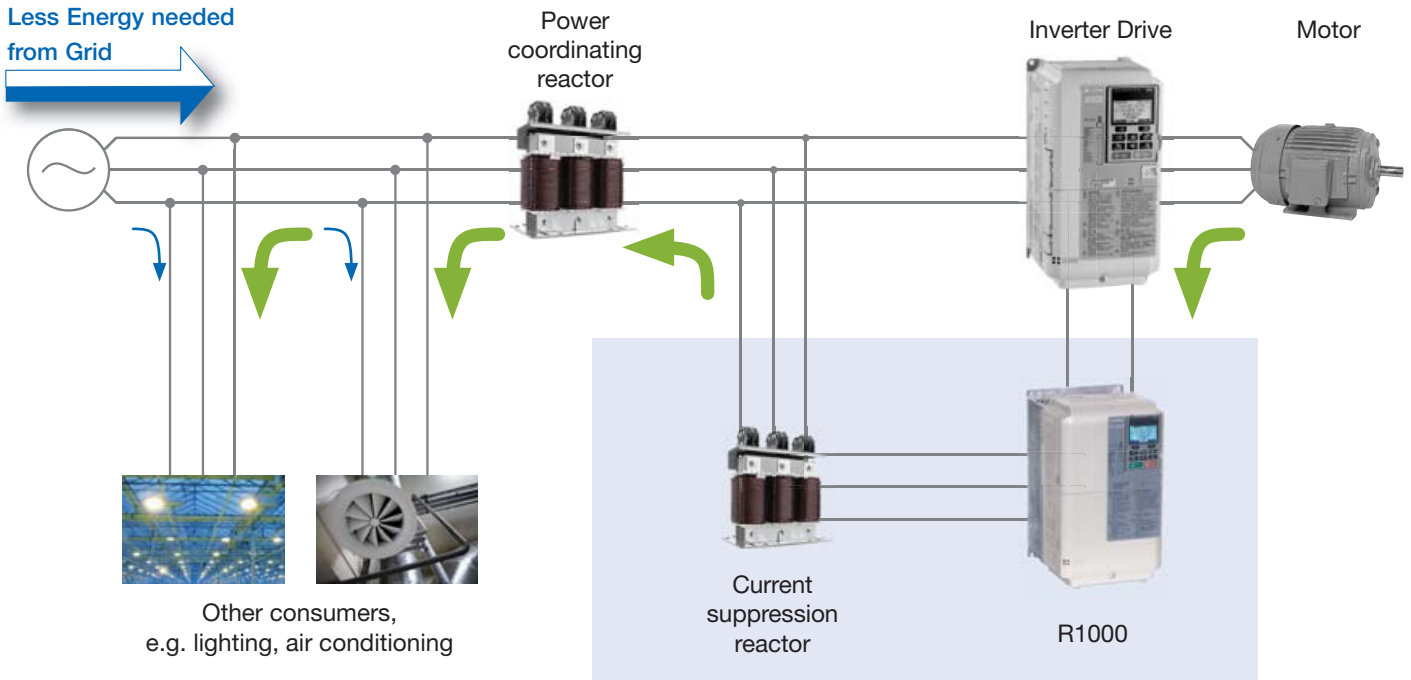 Less Energy needed
from Grid
Power
coordinating
reactor
Inverter Drive
Motor
Other consumers,
e.g. lighting, air conditioning
Current
suppression
reactor
R1000